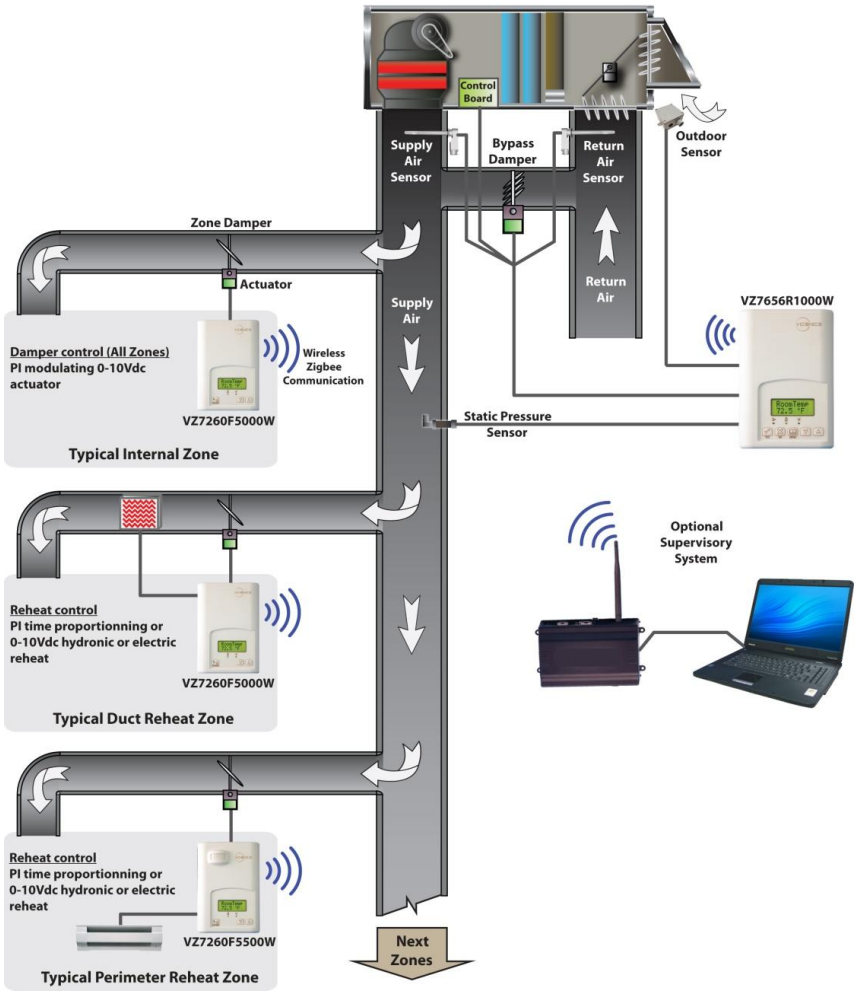 Control
Board
Supply
Air
Sensor
Bypass
Damper
Return
Air
Sensor
Outdoor
Sensor
Zone Damper
Actuator
Supply
Air
Return
Air
VZ7656R1000W
Damper control (All Zones)
PI modulating 0-10Vdc
actuator
Wireless
Zigbee
Communication
VZ7260F5000W
RoomTemp
72.5 °F
Static Pressure
Sensor
Typical Internal Zone
Optional
Supervisory
System
Reheat control
PI time proportionning or
0-10Vdc hydronic or electric
reheat
VZ7260F5000W
Typical Duct Reheat Zone
Reheat control
PI time proportionning or
0-10Vdc hydronic or electric
reheat
VZ7260F5500W
Typical Perimeter Reheat Zone
Next
Zones